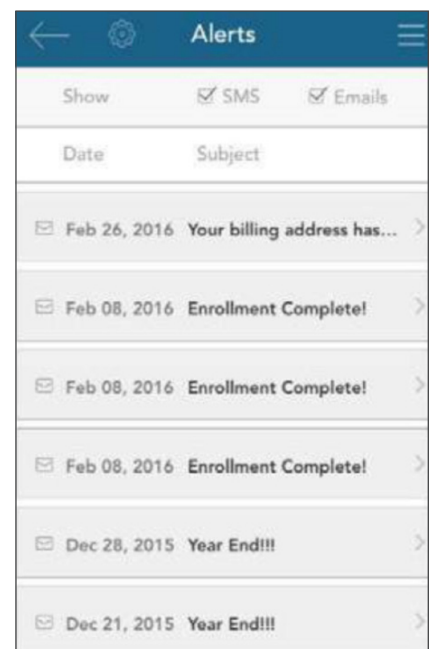 Alerts
Show SMS Emails
Date Subject
Feb 26, 2016 Your billing address has...
Feb 08, 2016 Enrollment Complete!
Feb 08, 2016 Enrollment Complete!
Feb 08, 2016 Enrollment Complete!
Dec 28, 2015 Year End!!!
Dec 21, 2015 Year End!!!